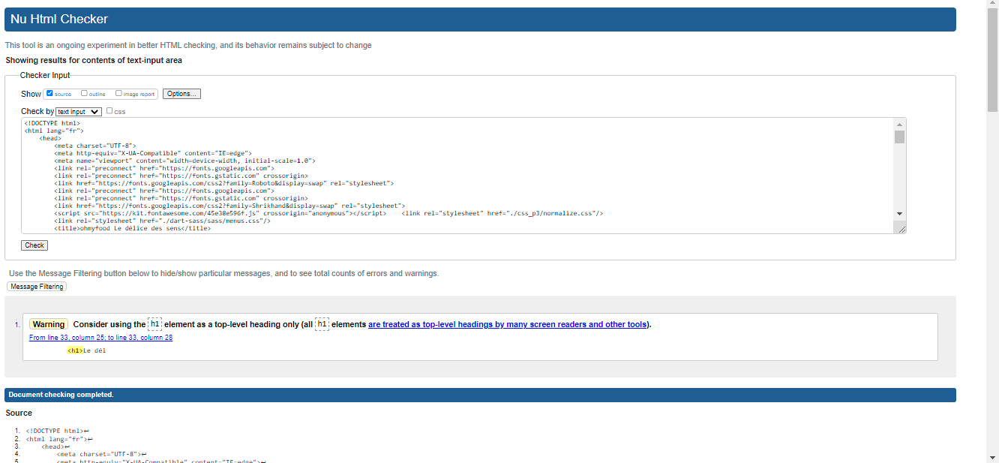 Nu Html Checker
This tool is an ongoing experiment in better HTML checking, and its behavior remains subject to change
Showing results for contents of text-input area
Checker Input
Show source outline image report Options...
Check by text input css
<!DOCTYPE html>
<html lang="fr">
<head>
<meta charset="UTF-8">
<meta http-equiv="X-UA-Compatible" content="IE=edge">
<meta name="viewport" content="width=device-width, initial-scale=1.0">
<link rel="preconnect" href="https://fonts.googleapis.com">
<link rel="preconnect" href="https://fonts.gstatic.com" crossorigin>
<link href="https://fonts.googleapis.com/css2?family=Roboto&display=swap" rel="stylesheet">
<link rel="preconnect" href="https://fonts.googleapis.com">
<link rel="preconnect" href="https://fonts.gstatic.com" crossorigin>
<link href="https://fonts.googleapis.com/css2?family=Shrikhand&display=swap" rel="stylesheet">
<script src="https://kit.fontawesome.com/45e38e596f.js" crossorigin="anonymous"></script> <link rel="stylesheet" href="./css_p3/normalize.css"/>
<link rel="stylesheet" href="./dart-sass/sass/menus.css"/>
<title>ohmyfood Le délice des sens</title>
Check
Use the Message Filtering button below to hide/show particular messages, and to see total counts of errors and warnings.
Message Filtering
1. Warning Consider using the h1 element as a top-level heading only (all h1 elements are treated as top-level headings by many screen readers and other tools).
From line 33, column 25; to line 33, column 28
<h1>Le dél
Document checking completed.
Source
1. <!DOCTYPE html>↩
2. <html lang="fr">↩
3. <head>↩
4. <meta charset="UTF-8">↩
5. <meta http-equiv="X-UA-Compatible" content="IE=edge">↩